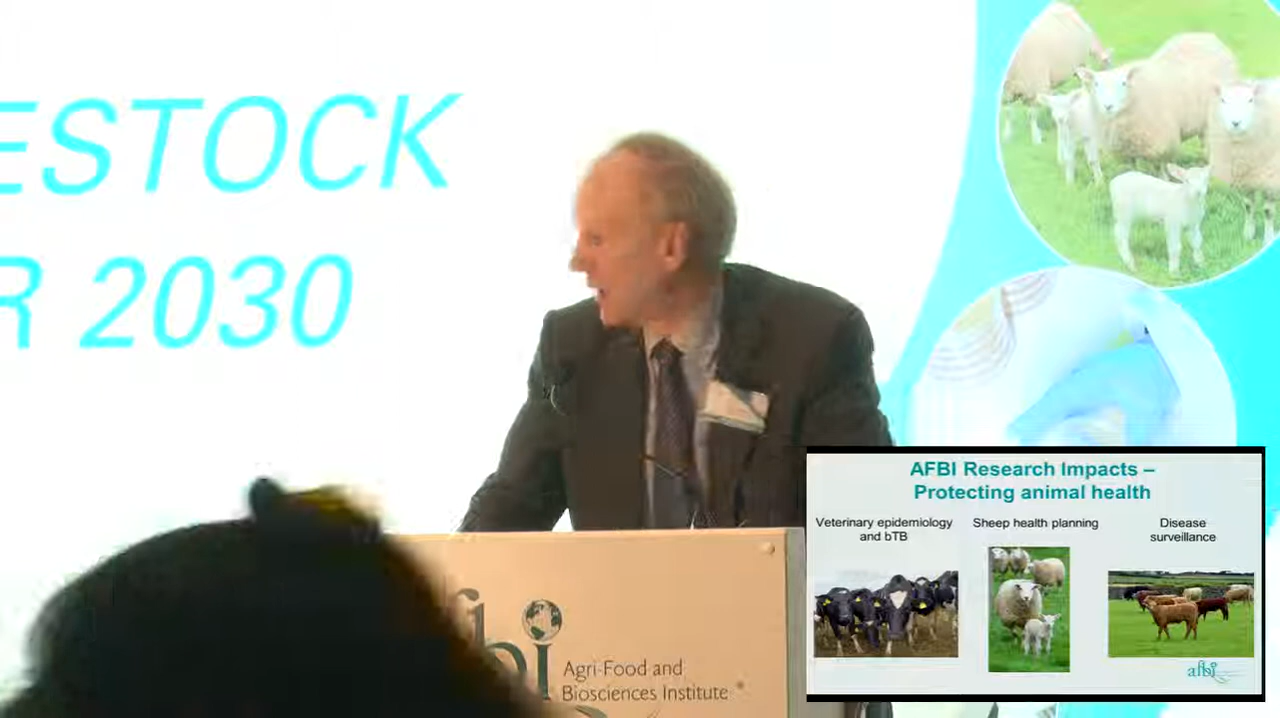 ESTOCK
R 2030
afbi
Agri-Food and
Biosciences Institute
AFBI Research Impacts –
Protecting animal health
Veterinary epidemiology
and bTB
Sheep health planning
Disease
surveillance
afbi